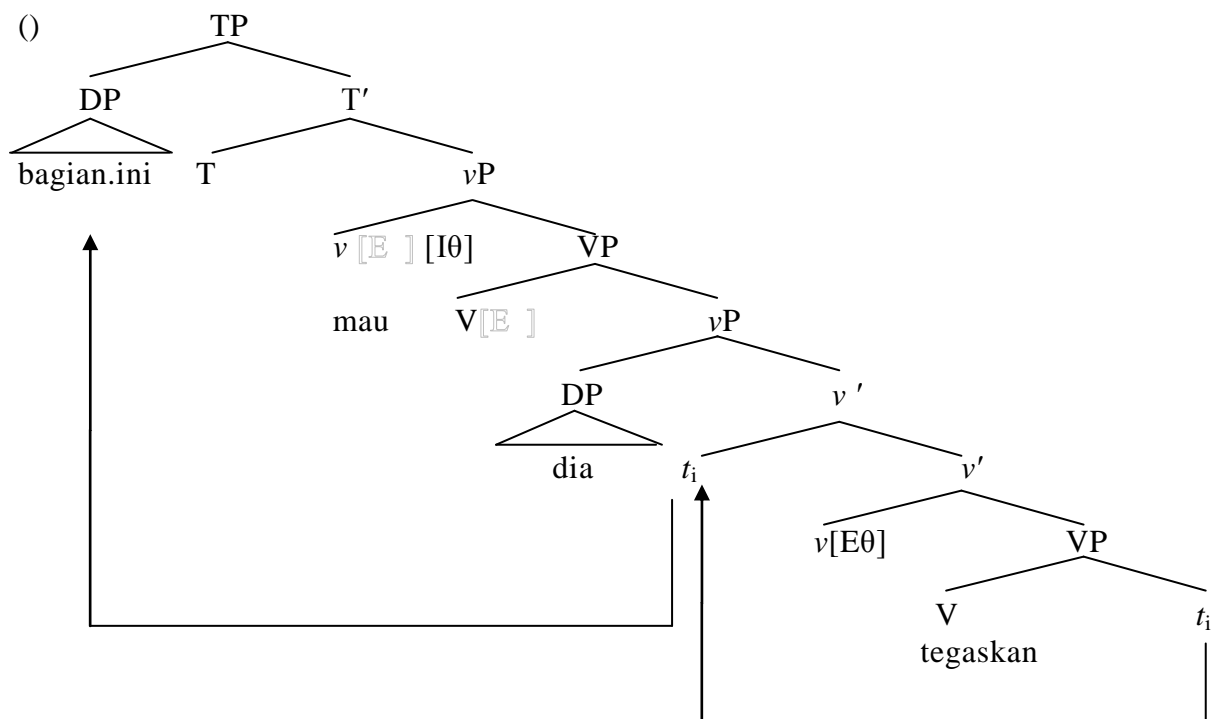 () TP
DP T′
bagian.ini T vP
v ⟦E ⟧ [Iθ] VP
mau V⟦E ⟧ vP
DP v ′
dia tᵢ v′
v[Eθ] VP
V tᵢ
tegaskan